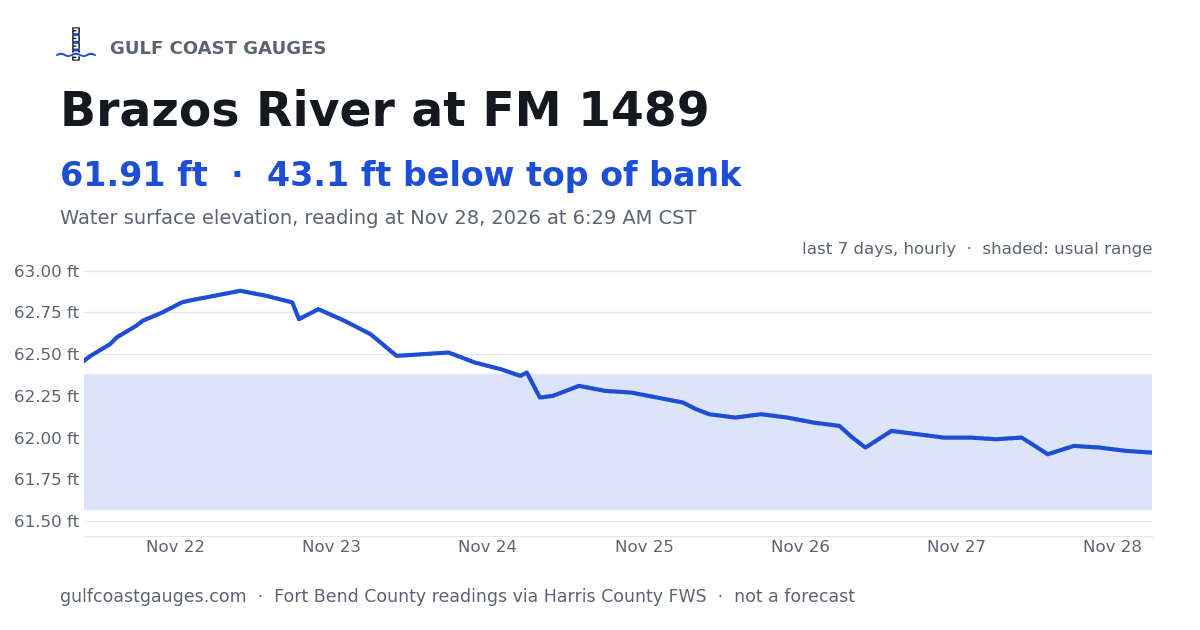 GULF COAST GAUGES
Brazos River at FM 1489
61.91 ft · 43.1 ft below top of bank
Water surface elevation, reading at Nov 28, 2026 at 6:29 AM CST
last 7 days, hourly · shaded: usual range
63.00 ft
62.75 ft
62.50 ft
62.25 ft
62.00 ft
61.75 ft
61.50 ft
Nov 22 Nov 23 Nov 24 Nov 25 Nov 26 Nov 27 Nov 28
gulfcoastgauges.com · Fort Bend County readings via Harris County FWS · not a forecast